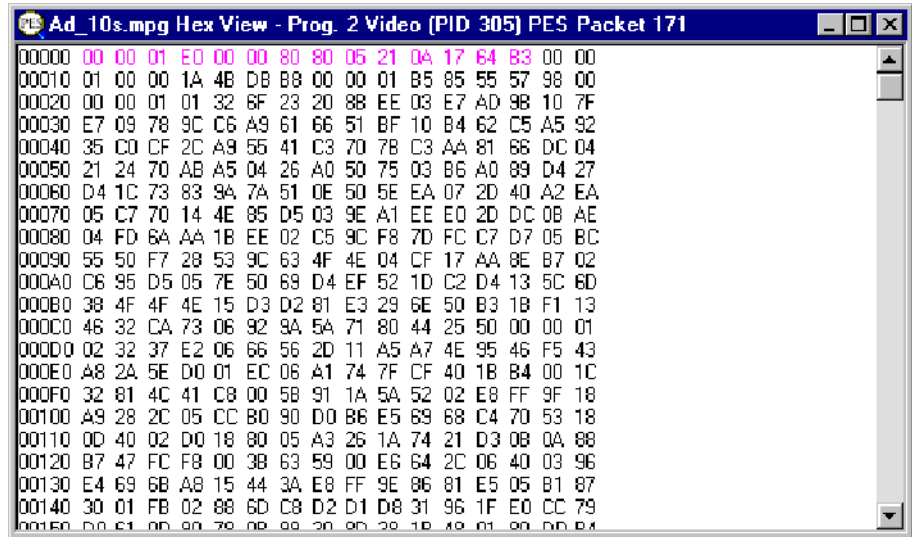 PES Ad_10s.mpg Hex View - Prog. 2 Video (PID 305) PES Packet 171
00000 00 00 01 E0 00 00 80 80 05 21 0A 17 64 B3 00 00
00010 01 00 00 1A 4B DB B8 00 00 01 B5 85 55 57 98 00
00020 00 00 01 01 32 6F 23 20 8B EE 03 E7 AD 9B 10 7F
00030 E7 09 78 9C C6 A9 61 66 51 BF 10 B4 62 C5 A5 92
00040 35 C0 CF 2C A9 55 41 C3 70 7B C3 AA 81 66 DC 04
00050 21 24 70 AB A5 04 26 A0 50 75 03 B6 A0 89 D4 27
00060 D4 1C 73 83 9A 7A 51 0E 50 5E EA 07 2D 40 A2 EA
00070 05 C7 70 14 4E 85 D5 03 9E A1 EE E0 2D DC 0B AE
00080 04 FD 6A AA 1B EE 02 C5 9C F8 7D FC C7 D7 05 BC
00090 55 50 F7 28 53 9C 63 4F 4E 04 CF 17 AA 8E B7 02
000A0 C6 95 D5 05 7E 50 69 D4 EF 52 1D C2 D4 13 5C 6D
000B0 38 4F 4F 4E 15 D3 D2 81 E3 29 6E 50 B3 1B F1 13
000C0 46 32 CA 73 06 92 9A 5A 71 80 44 25 50 00 00 01
000D0 02 32 37 E2 06 66 56 2D 11 A5 A7 4E 95 46 F5 43
000E0 A8 2A 5E D0 01 EC 06 A1 74 7F CF 40 1B B4 00 1C
000F0 32 81 4C 41 C8 00 5B 91 1A 5A 52 02 E8 FF 9F 18
00100 A9 28 2C 05 CC B0 90 D0 B6 E5 69 68 C4 70 53 18
00110 0D 40 02 D0 18 80 05 A3 26 1A 74 21 D3 0B 0A 88
00120 B7 47 FC F8 00 3B 63 59 00 E6 64 2C 06 40 03 96
00130 E4 69 6B A8 15 44 3A E8 FF 9E 86 81 E5 05 B1 87
00140 30 01 FB 02 88 6D C8 D2 D1 D8 31 96 1F E0 CC 79